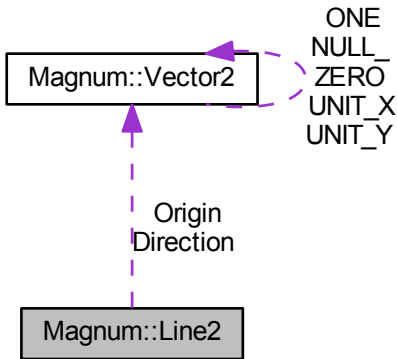 ONE
NULL_
ZERO
UNIT_X
UNIT_Y
Magnum::Vector2
Origin
Direction
Magnum::Line2